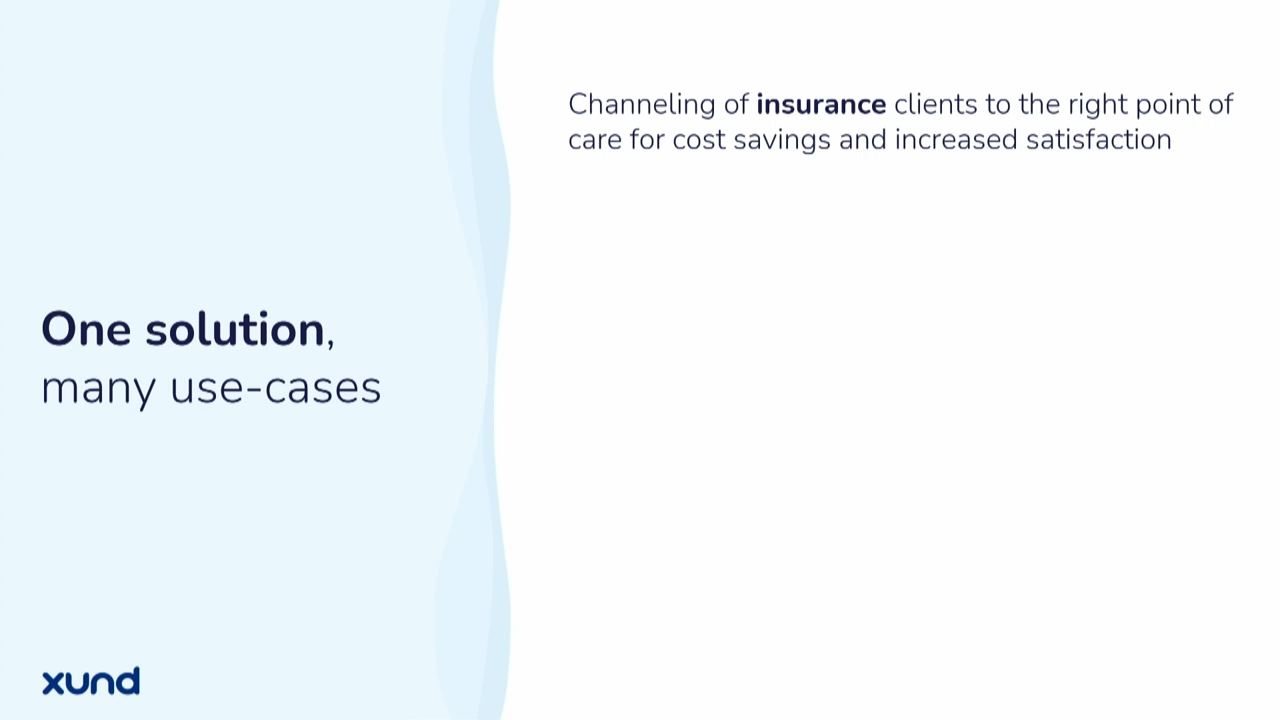 One solution,
many use-cases
Channeling of insurance clients to the right point of
care for cost savings and increased satisfaction
xund